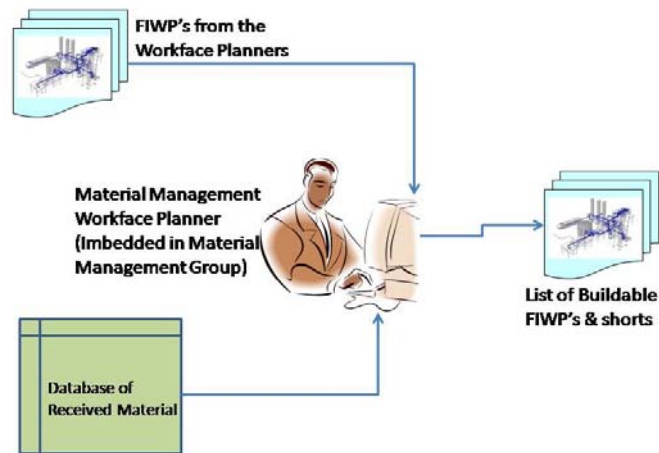 FIWP's from the
Workface Planners
Material Management
Workface Planner
(Imbedded in Material
Management Group)
List of Buildable
FIWP's & shorts
Database of
Received Material